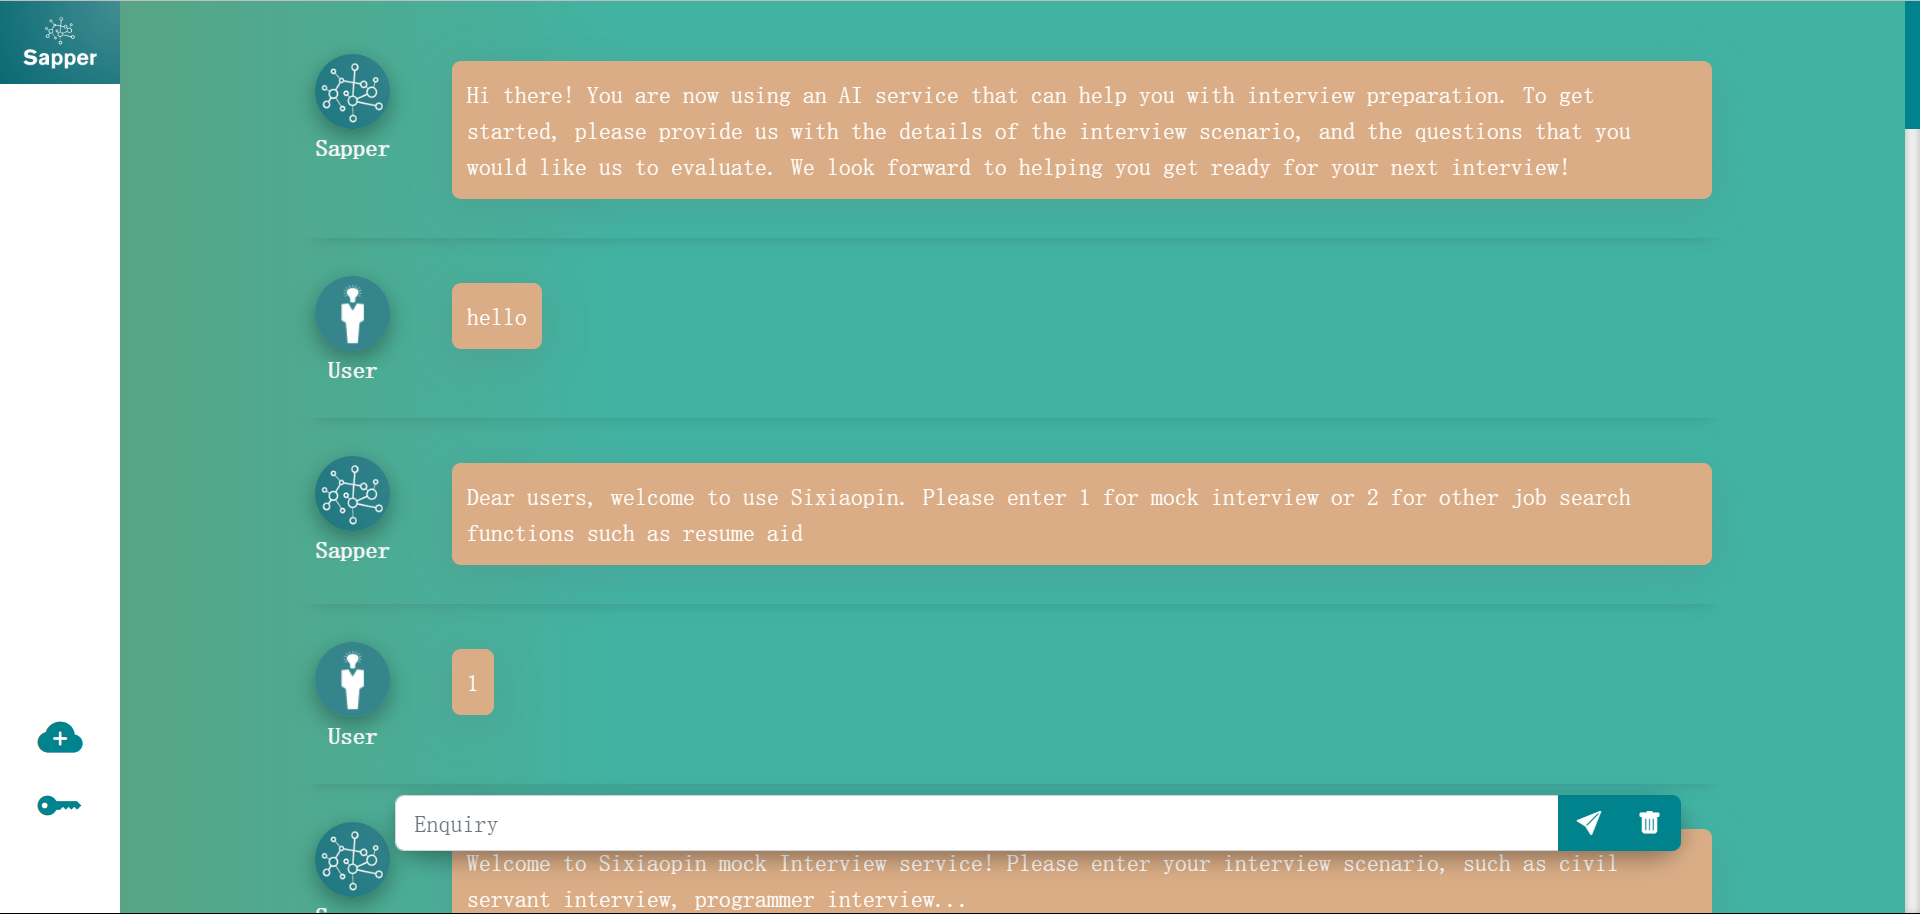 Sapper
Hi there! You are now using an AI service that can help you with interview preparation. To get
started, please provide us with the details of the interview scenario, and the questions that you
would like us to evaluate. We look forward to helping you get ready for your next interview!
Sapper
hello
User
Dear users, welcome to use Sixiaopin. Please enter 1 for mock interview or 2 for other job search
functions such as resume aid
Sapper
1
User
Enquiry
Welcome to Sixiaopin mock Interview service! Please enter your interview scenario, such as civil
servant interview, programmer interview...